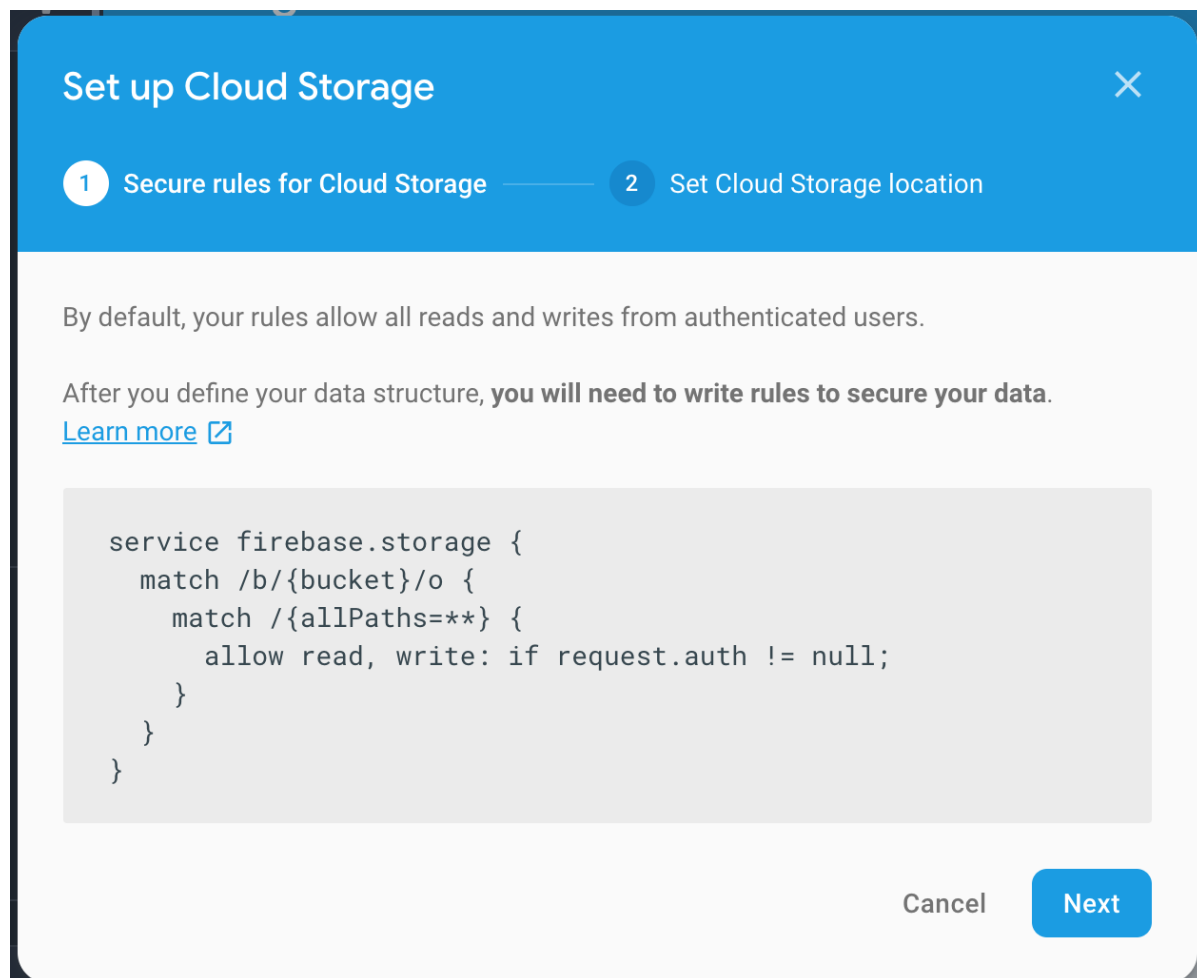 Set up Cloud Storage
1 Secure rules for Cloud Storage 2 Set Cloud Storage location
By default, your rules allow all reads and writes from authenticated users.
After you define your data structure, you will need to write rules to secure your data.
Learn more
service firebase.storage {
  match /b/{bucket}/o {
    match /{allPaths=**} {
      allow read, write: if request.auth != null;
    }
  }
}
Cancel Next